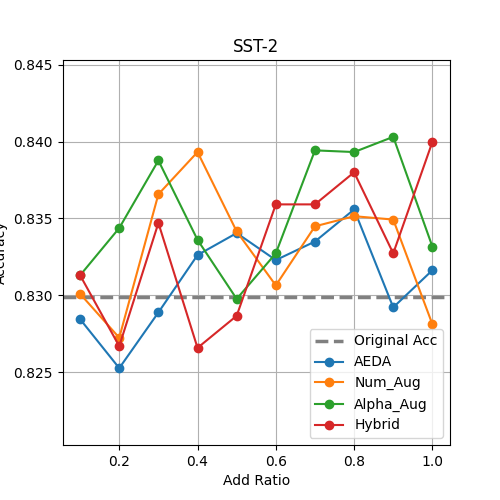 SST-2
0.845
0.840
0.835
0.830
0.825
Accuracy
0.2
0.4
0.6
0.8
1.0
Add Ratio
Original Acc
AEDA
Num_Aug
Alpha_Aug
Hybrid